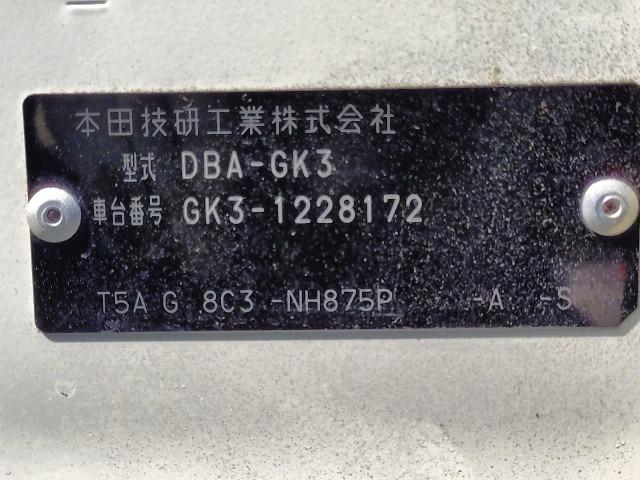 本田技研工業株式会社
型式 DBA-GK3
車台番号 GK3-1228172
T5A G 8C3 -NH875P -A -S